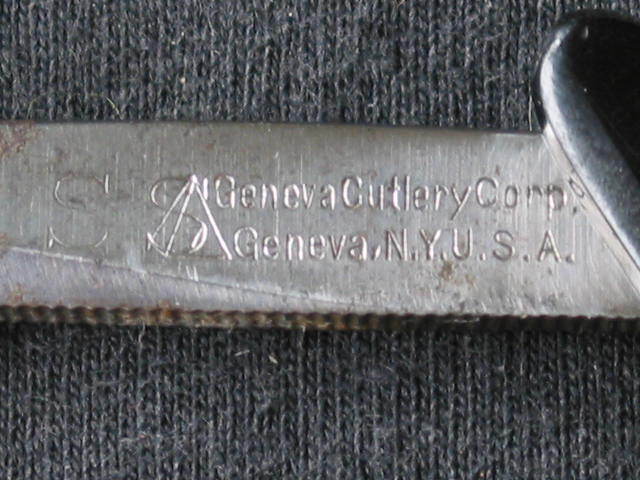 S S Geneva Cutlery Corp.
Geneva, N.Y. U.S.A.